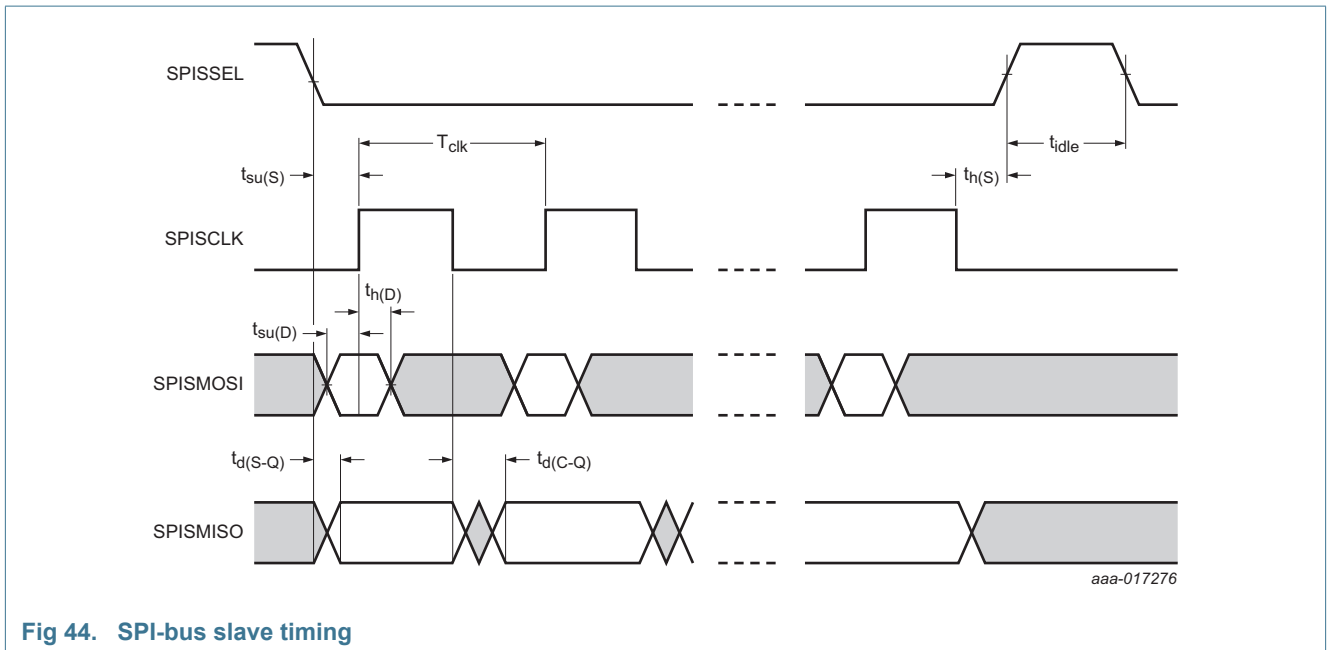 SPISSEL
Tclk
tidle
tsu(S)
th(S)
SPISCLK
th(D)
tsu(D)
SPISMOSI
td(S-Q)
td(C-Q)
SPISMISO
aaa-017276
Fig 44. SPI-bus slave timing